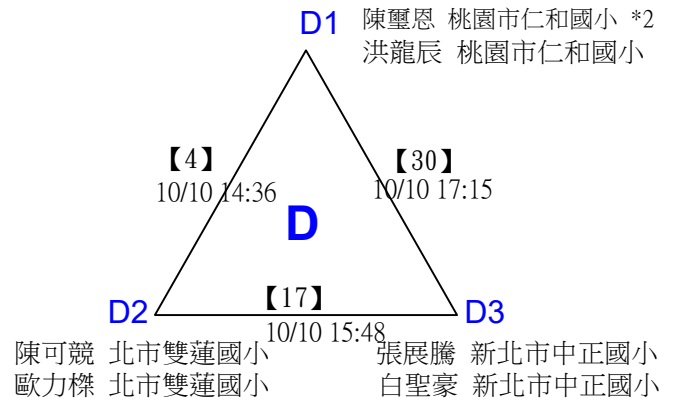 D1 陳璽恩 桃園市仁和國小 *2
洪龍辰 桃園市仁和國小
【4】
10/10 14:36
【30】
10/10 17:15
D
【17】
10/10 15:48
D2
D3
陳可競 北市雙蓮國小
歐力榤 北市雙蓮國小
張展騰 新北市中正國小
白聖豪 新北市中正國小